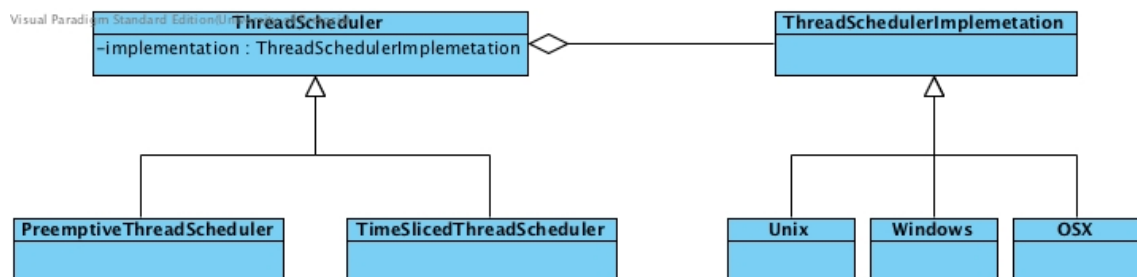 Visual Paradigm Standard Edition
ThreadScheduler
ThreadSchedulerImplemetation
-implementation : ThreadSchedulerImplemetation
PreemptiveThreadScheduler
TimeSlicedThreadScheduler
Unix
Windows
OSX